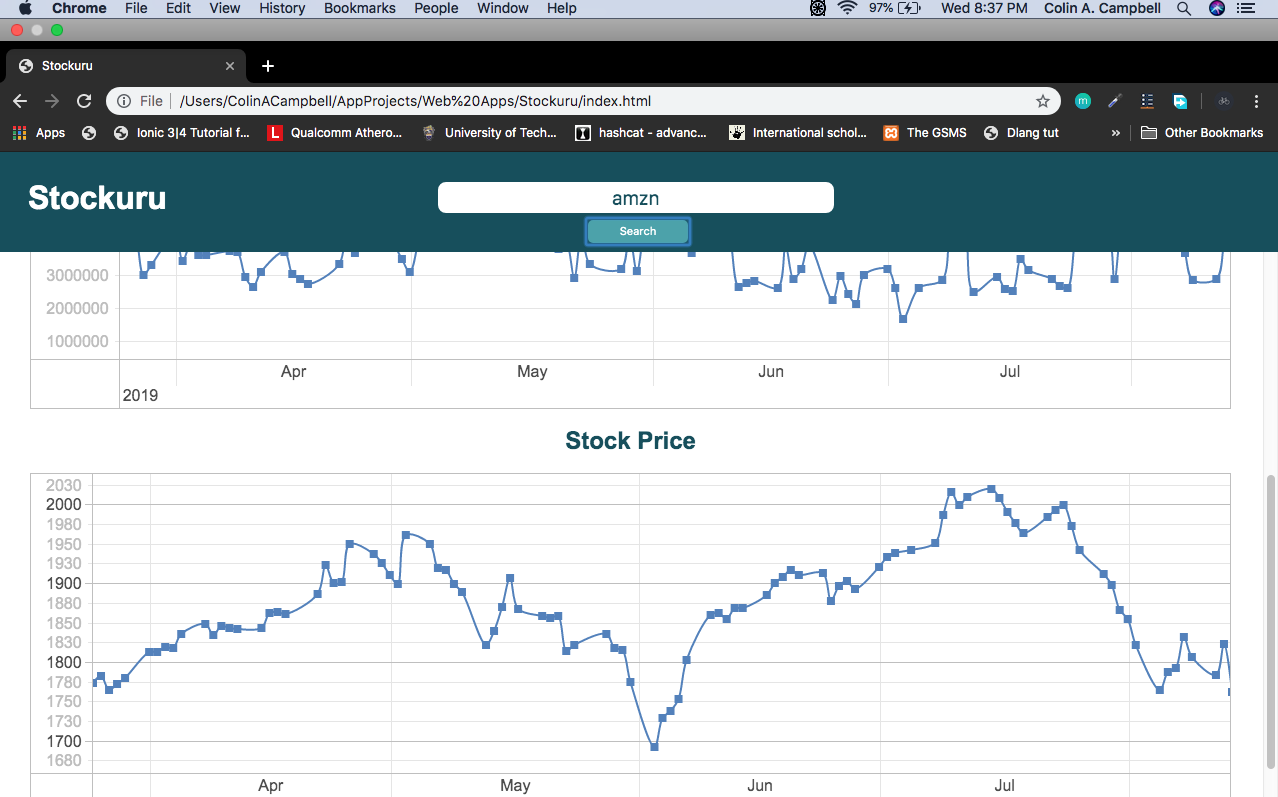 Chrome File Edit View History Bookmarks People Window Help 97% Wed 8:37 PM Colin A. Campbell
Stockuru
File /Users/ColinACampbell/AppProjects/Web%20Apps/Stockuru/index.html m
Apps Ionic 3|4 Tutorial f... L Qualcomm Athero... University of Tech... hashcat - advanc... International schol... The GSMS Dlang tut » Other Bookmarks
Stockuru
amzn
Search
3000000
2000000
1000000
Apr May Jun Jul
2019
Stock Price
2030
2000
1980
1950
1930
1900
1880
1850
1830
1800
1780
1750
1730
1700
1680
Apr May Jun Jul